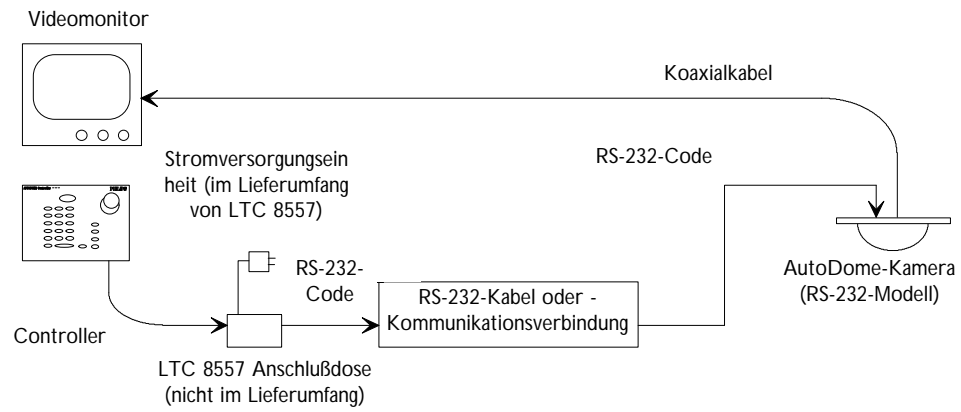 Videomonitor
Koaxialkabel
RS-232-Code
Stromversorgungsein
heit (im Lieferumfang
von LTC 8557)
PHILIPS
RS-232-
Code
AutoDome-Kamera
(RS-232-Modell)
RS-232-Kabel oder -
Kommunikationsverbindung
Controller
LTC 8557 Anschlußdose
(nicht im Lieferumfang)